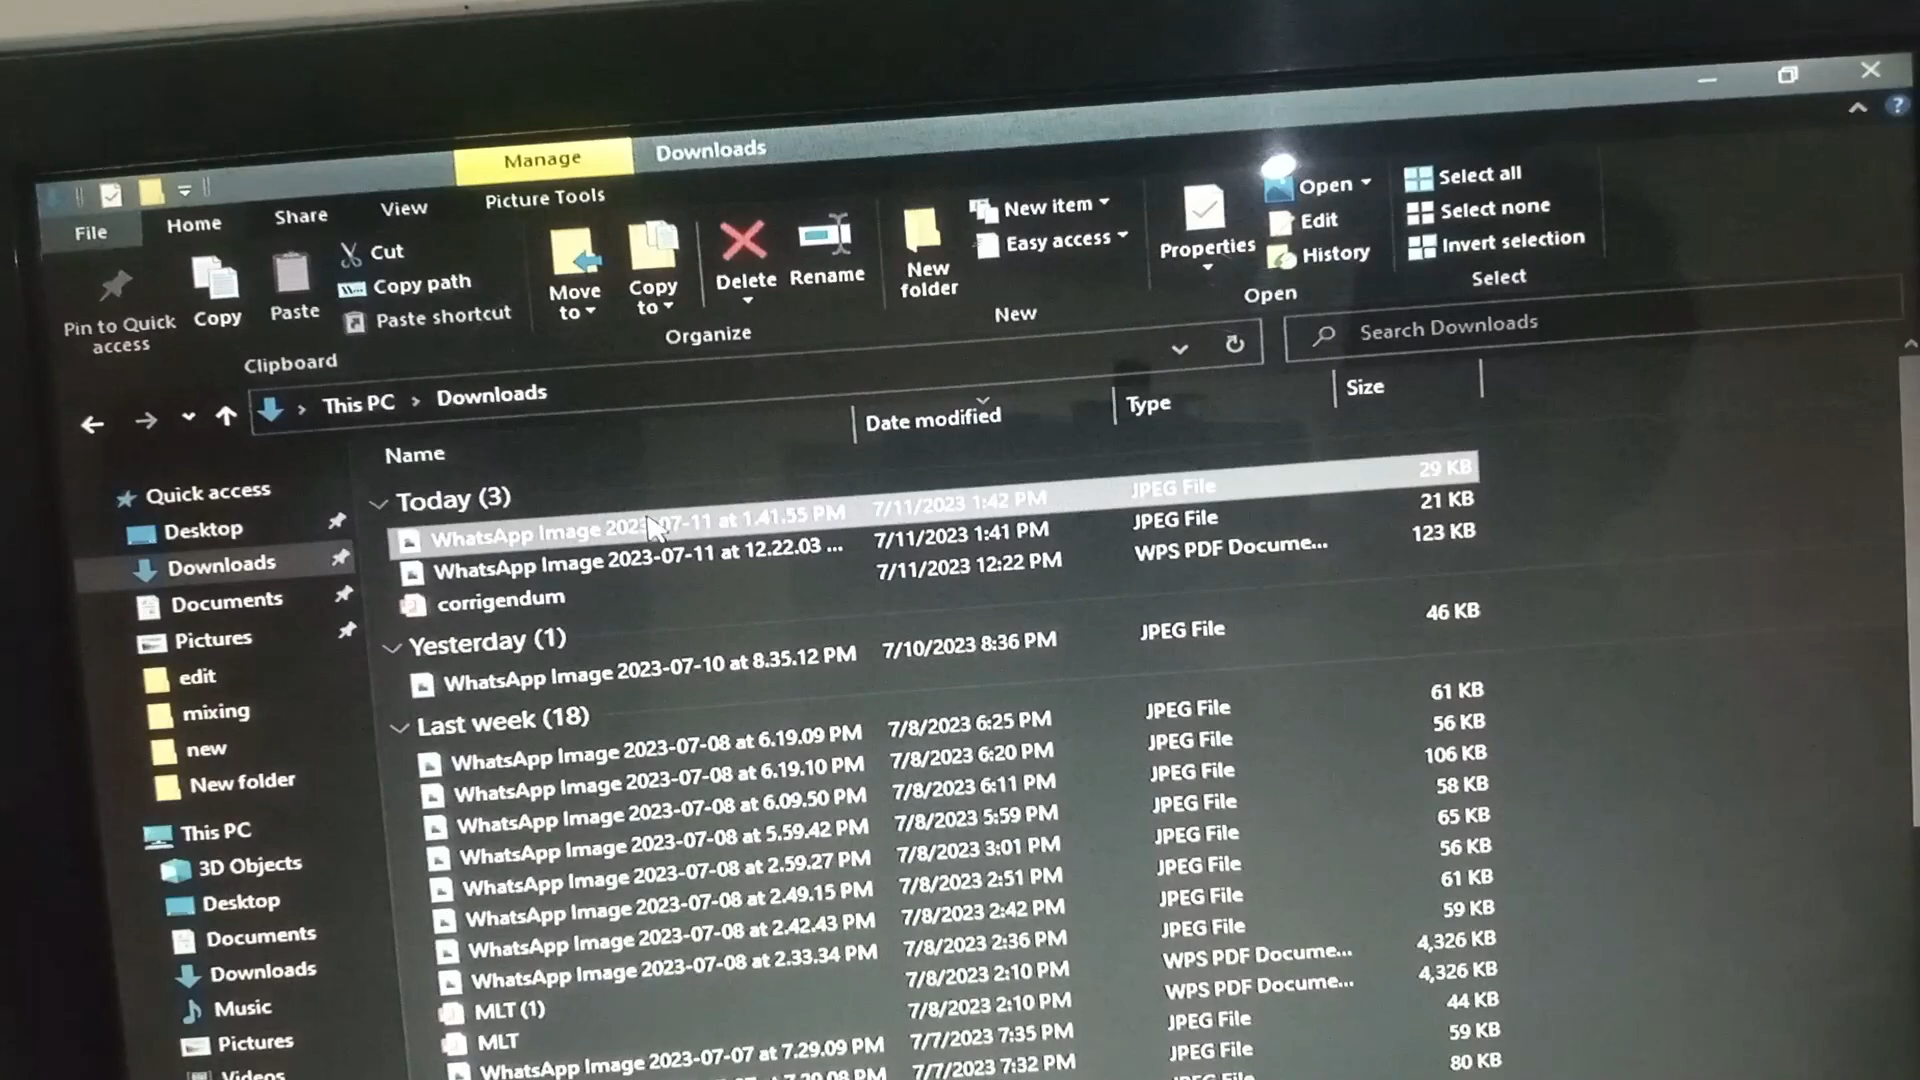 Manage
Downloads
File
Home
Share
View
Picture Tools
Pin to Quick access
Copy
Paste
Cut
Copy path
Paste shortcut
Clipboard
Move to
Copy to
Delete
Rename
Organize
New folder
New item
Easy access
New
Properties
Open
Edit
History
Open
Select all
Select none
Invert selection
Select
This PC > Downloads
Search Downloads
Name
Date modified
Type
Size
Quick access
Desktop
Downloads
Documents
Pictures
edit
mixing
new
New folder
This PC
3D Objects
Desktop
Documents
Downloads
Music
Pictures
Videos
Today (3)
WhatsApp Image 2023-07-11 at 1.41.55 PM 7/11/2023 1:42 PM JPEG File 29 KB
WhatsApp Image 2023-07-11 at 12.22.03 ... 7/11/2023 1:41 PM JPEG File 21 KB
corrigendum 7/11/2023 12:22 PM WPS PDF Docume... 123 KB
Yesterday (1)
WhatsApp Image 2023-07-10 at 8.35.12 PM 7/10/2023 8:36 PM JPEG File 46 KB
Last week (18)
WhatsApp Image 2023-07-08 at 6.19.09 PM 7/8/2023 6:25 PM JPEG File 61 KB
WhatsApp Image 2023-07-08 at 6.19.10 PM 7/8/2023 6:20 PM JPEG File 56 KB
WhatsApp Image 2023-07-08 at 6.09.50 PM 7/8/2023 6:11 PM JPEG File 106 KB
WhatsApp Image 2023-07-08 at 5.59.42 PM 7/8/2023 5:59 PM JPEG File 58 KB
WhatsApp Image 2023-07-08 at 2.59.27 PM 7/8/2023 3:01 PM JPEG File 65 KB
WhatsApp Image 2023-07-08 at 2.49.15 PM 7/8/2023 2:51 PM JPEG File 56 KB
WhatsApp Image 2023-07-08 at 2.42.43 PM 7/8/2023 2:42 PM JPEG File 61 KB
WhatsApp Image 2023-07-08 at 2.33.34 PM 7/8/2023 2:36 PM JPEG File 59 KB
MLT (1) 7/8/2023 2:10 PM WPS PDF Docume... 4,326 KB
MLT 7/8/2023 2:10 PM WPS PDF Docume... 4,326 KB
WhatsApp Image 2023-07-07 at 7.29.09 PM 7/7/2023 7:35 PM JPEG File 44 KB
7.29.08 PM 7/7/2023 7:32 PM JPEG File 59 KB
JPEG File 80 KB